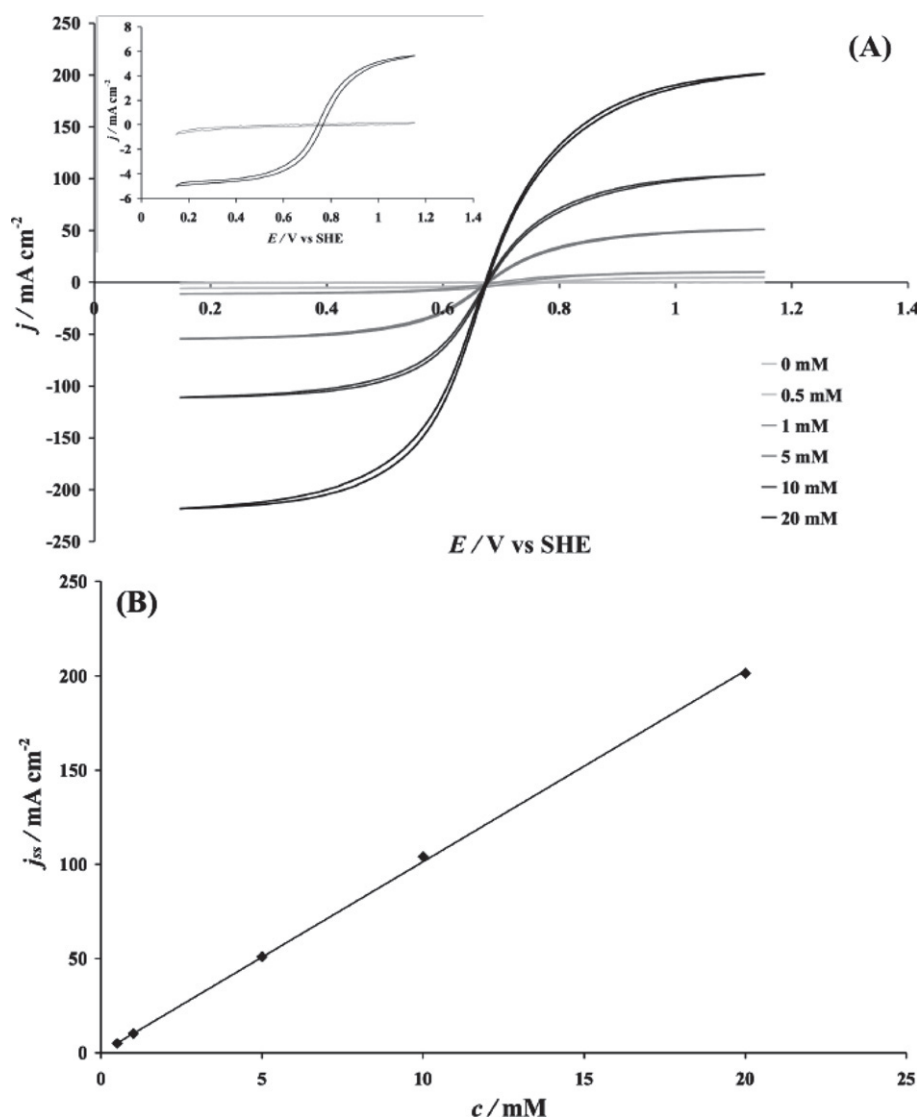 (A)
j / mA cm-2
250
200
150
100
50
0
-50
-100
-150
-200
-250
0 0.2 0.4 0.6 0.8 1 1.2 1.4
E / V vs SHE
j / mA cm-2
8
6
4
2
0
-2
-4
-6
0 0.2 0.4 0.6 0.8 1 1.2 1.4
E / V vs SHE
0 mM
0.5 mM
1 mM
5 mM
10 mM
20 mM
(B)
jss / mA cm-2
250
200
150
100
50
0
0 5 10 15 20 25
c / mM